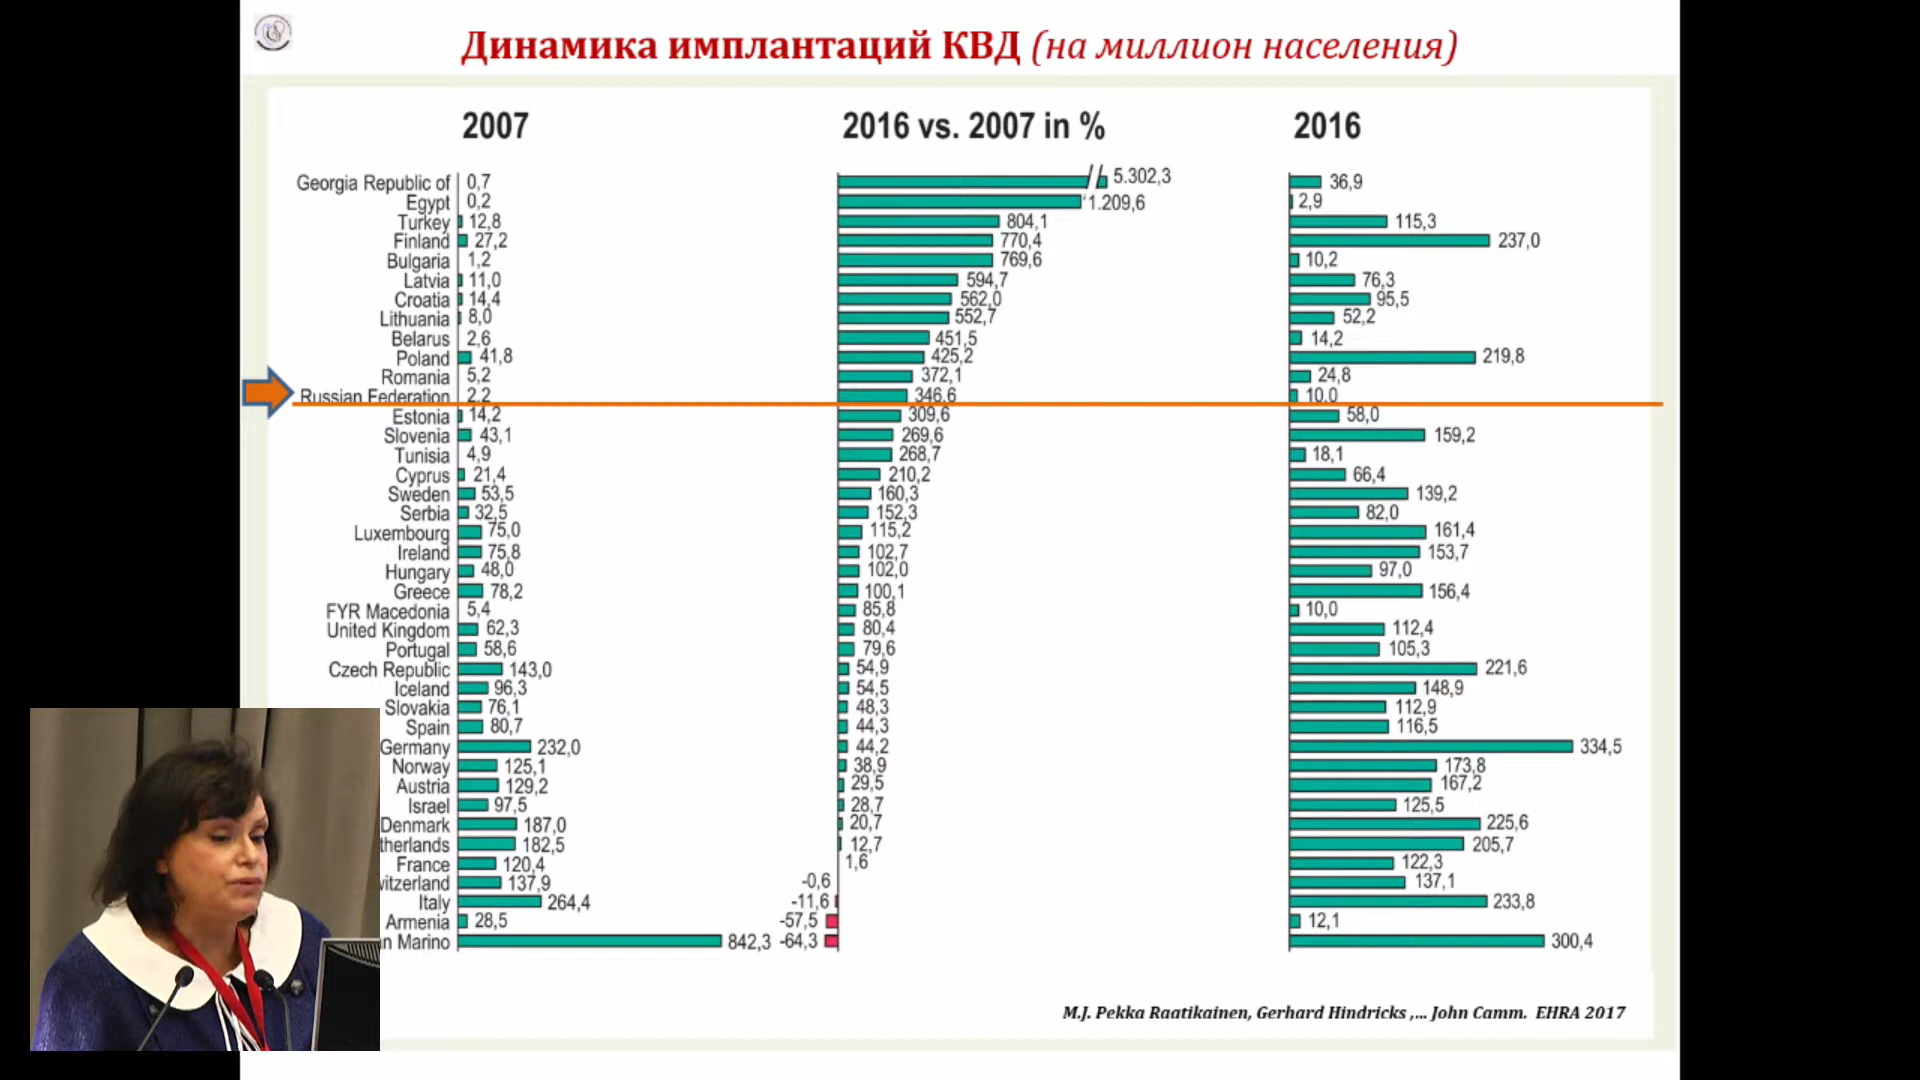 Динамика имплантаций КВД (на миллион населения)
2007 2016 vs. 2007 in % 2016
Georgia Republic of 0,7 5.302,3 36,9
Egypt 0,2 1.209,6 2,9
Turkey 12,8 804,1 115,3
Finland 27,2 770,4 237,0
Bulgaria 1,2 769,6 10,2
Latvia 11,0 594,7 76,3
Croatia 14,4 562,0 95,5
Lithuania 8,0 552,7 52,2
Belarus 2,6 451,5 14,2
Poland 41,8 425,2 219,8
Romania 5,2 372,1 24,8
Russian Federation 2,2 346,6 10,0
Estonia 14,2 309,6 58,0
Slovenia 43,1 269,6 159,2
Tunisia 4,9 268,7 18,1
Cyprus 21,4 210,2 66,4
Sweden 53,5 160,3 139,2
Serbia 32,5 152,3 82,0
Luxembourg 75,0 115,2 161,4
Ireland 75,8 102,7 153,7
Hungary 48,0 102,0 97,0
Greece 78,2 100,1 156,4
FYR Macedonia 5,4 85,8 10,0
United Kingdom 62,3 80,4 112,4
Portugal 58,6 79,6 105,3
Czech Republic 143,0 54,9 221,6
Iceland 96,3 54,5 148,9
Slovakia 76,1 48,3 112,9
Spain 80,7 44,3 116,5
Germany 232,0 44,2 334,5
Norway 125,1 38,9 173,8
Austria 129,2 29,5 167,2
Israel 97,5 28,7 125,5
Denmark 187,0 20,7 225,6
therlands 182,5 12,7 205,7
France 120,4 1,6 122,3
witzerland 137,9 -0,6 137,1
Italy 264,4 -11,6 233,8
Armenia 28,5 -57,5 12,1
n Marino 842,3 -64,3 300,4
M.J. Pekka Raatikainen, Gerhard Hindricks ,... John Camm. EHRA 2017